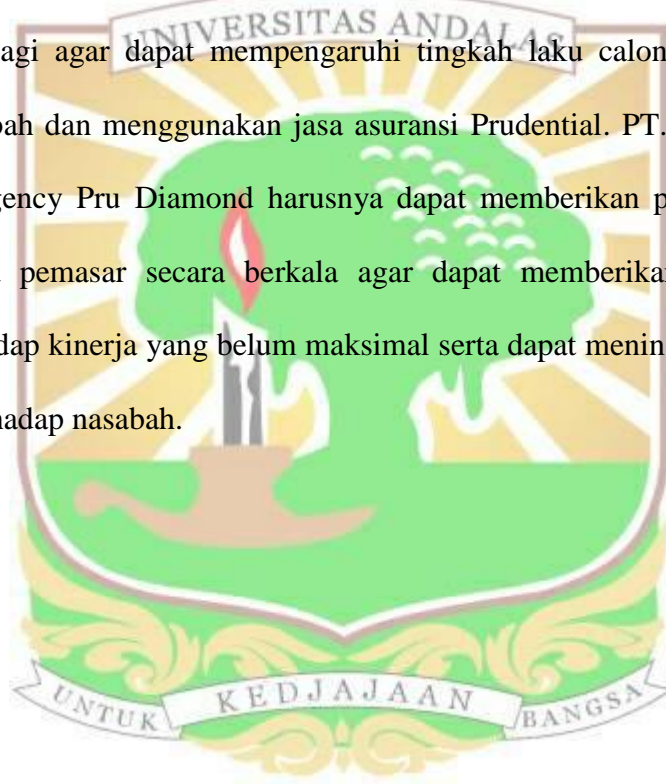 UNIVERSITAS ANDALAS
agi agar dapat mempengaruhi tingkah laku calon
bah dan menggunakan jasa asuransi Prudential. PT.
gency Pru Diamond harusnya dapat memberikan p
pemasar secara berkala agar dapat memberikan
dap kinerja yang belum maksimal serta dapat menin
hadap nasabah.
UNTUK KEDJAJAAN BANGSA